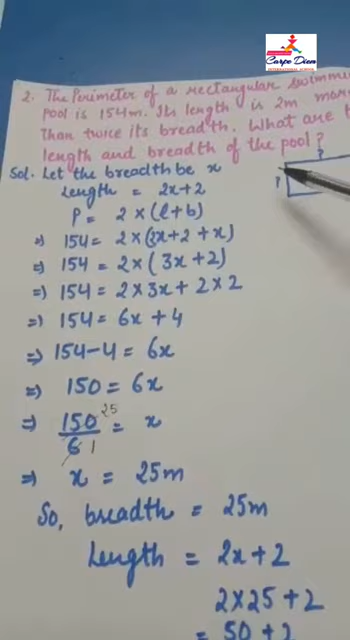 Carpe Diem
2. The Perimeter of a rectangular
pool is 154m. Its length is 2m
Than twice its breadth. What are
length and breadth of the pool?
Sol. Let the breadth be x
Length = 2x+2
P = 2 × (l+b)
?
?
=) 154 = 2×(2x+2+x)
=) 154 = 2×(3x+2)
=) 154 = 2×3x + 2×2
=) 154 = 6x + 4
=) 154-4 = 6x
=) 150 = 6x
=) 150/6 = x
25
1
=) x = 25m
So, breadth = 25m
Length = 2x+2
2×25+2
= 50+2